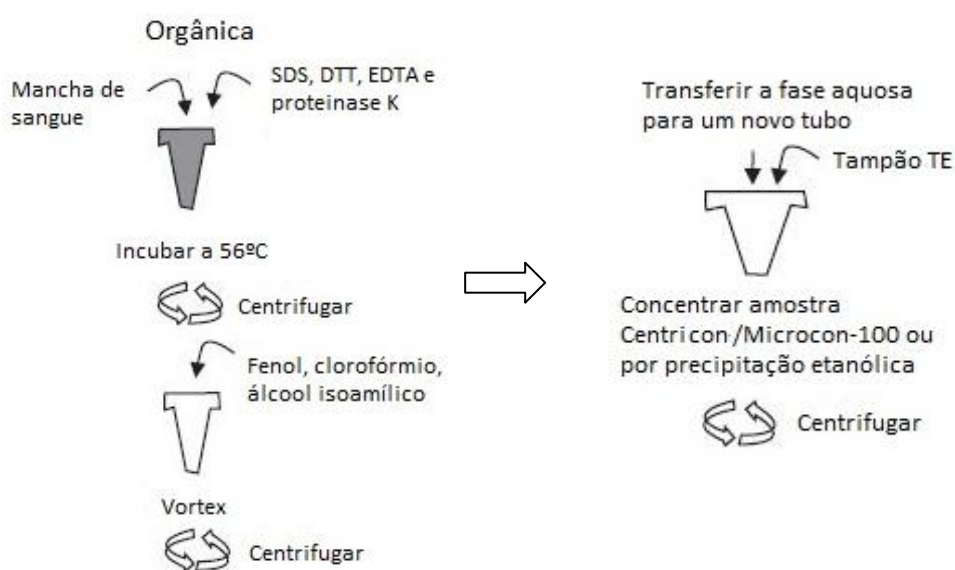 Orgânica
Mancha de
sangue
SDS, DTT, EDTA e
proteinase K
Incubar a 56ºC
Centrifugar
Fenol, clorofórmio,
álcool isoamílico
Vortex
Centrifugar
Transferir a fase aquosa
para um novo tubo
Tampão TE
Concentrar amostra
Centricon/Microcon-100 ou
por precipitação etanólica
Centrifugar